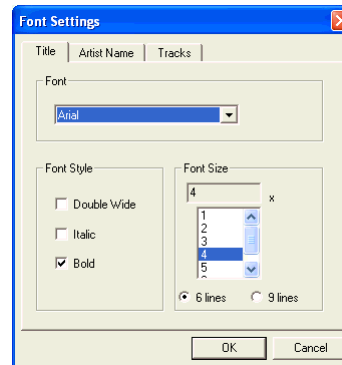 Font Settings
Title
Artist Name
Tracks
Font
Arial
Font Style
Double Wide
Italic
Bold
Font Size
4
x
1
2
3
4
5
6 lines
9 lines
OK
Cancel